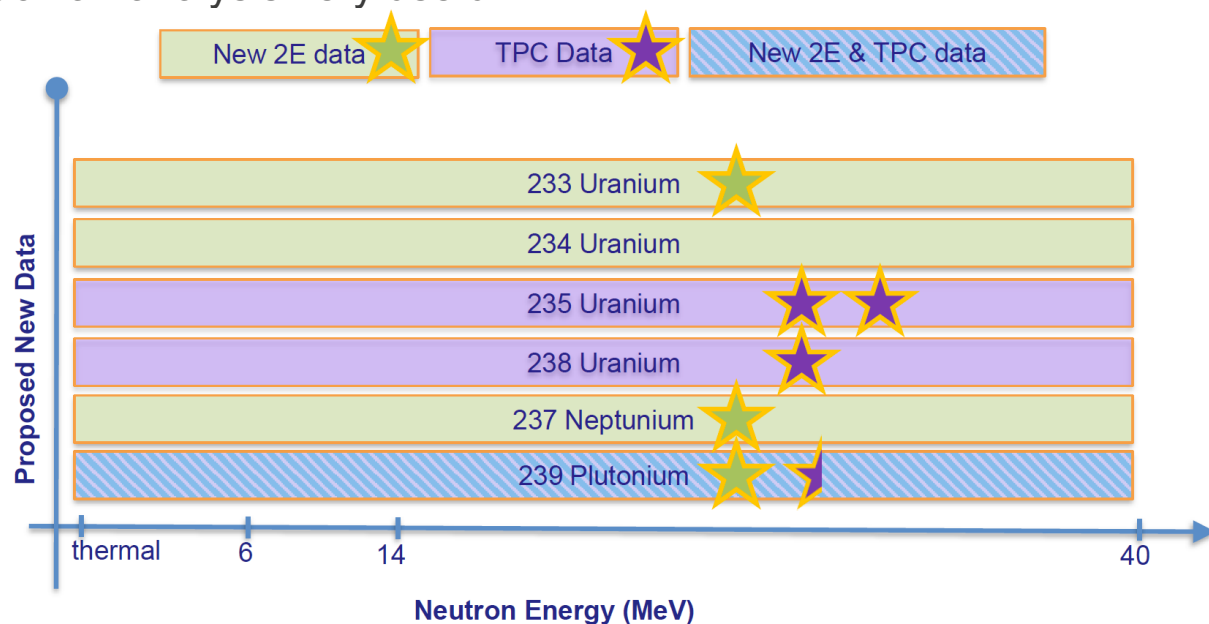 New 2E data
TPC Data
New 2E & TPC data
233 Uranium
234 Uranium
235 Uranium
238 Uranium
237 Neptunium
239 Plutonium
Proposed New Data
thermal
6
14
40
Neutron Energy (MeV)